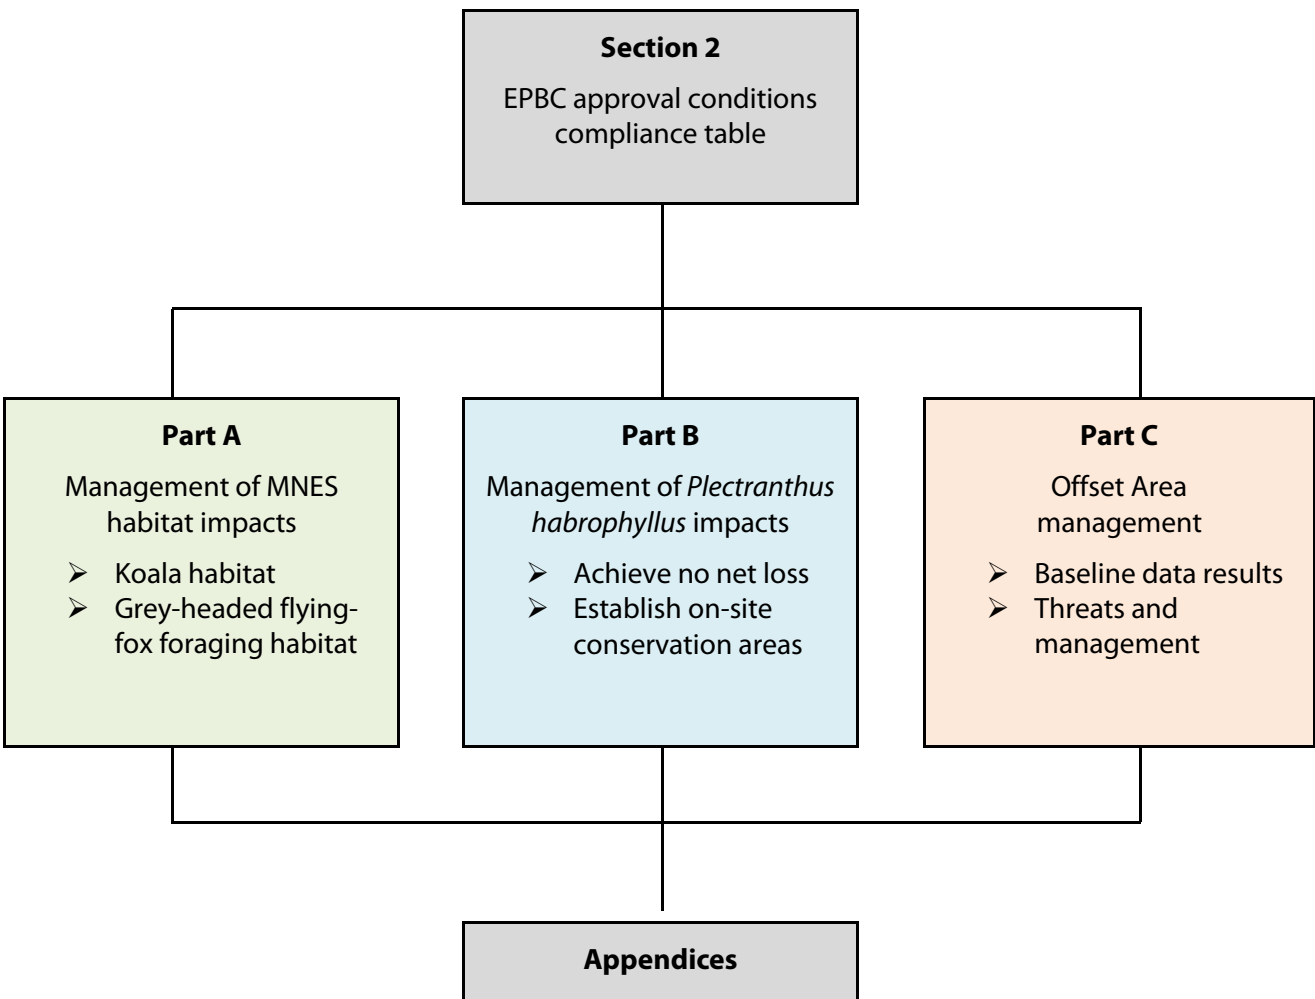 Section 2
EPBC approval conditions
compliance table
Part A
Management of MNES
habitat impacts
➢ Koala habitat
➢ Grey-headed flying-
fox foraging habitat
Part B
Management of Plectranthus
habrophyllus impacts
➢ Achieve no net loss
➢ Establish on-site
conservation areas
Part C
Offset Area
management
➢ Baseline data results
➢ Threats and
management
Appendices